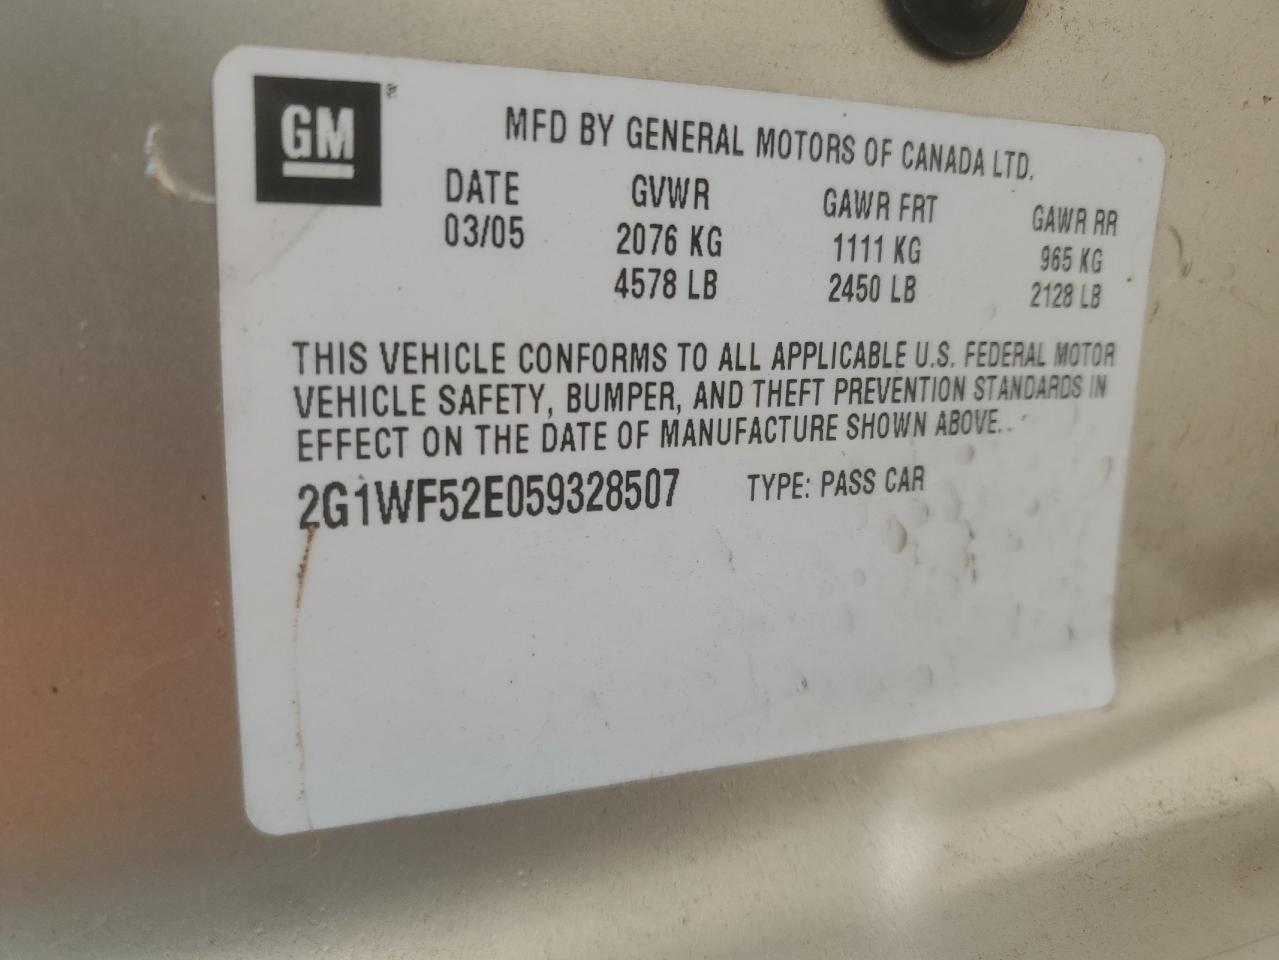 GM®
MFD BY GENERAL MOTORS OF CANADA LTD.
DATE GVWR GAWR FRT GAWR RR
03/05 2076 KG 1111 KG 965 KG
4578 LB 2450 LB 2128 LB
THIS VEHICLE CONFORMS TO ALL APPLICABLE U.S. FEDERAL MOTOR
VEHICLE SAFETY, BUMPER, AND THEFT PREVENTION STANDARDS IN
EFFECT ON THE DATE OF MANUFACTURE SHOWN ABOVE.
2G1WF52E059328507 TYPE: PASS CAR